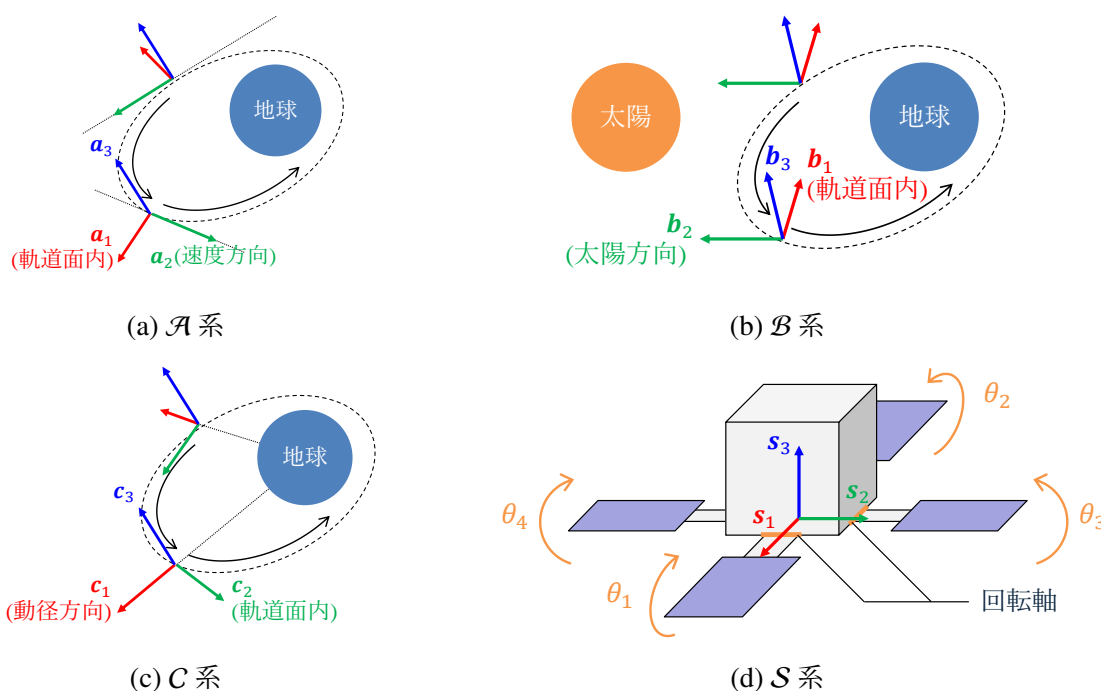 地球
𝒂₃
𝒂₁
(軌道面内)
𝒂₂(速度方向)
(a) 𝒜 系
太陽
地球
𝒃₃
𝒃₁
(軌道面内)
𝒃₂
(太陽方向)
(b) ℬ 系
地球
𝒄₃
𝒄₁
(動径方向)
𝒄₂
(軌道面内)
(c) 𝒞 系
θ₂
𝒔₃
𝒔₂
𝒔₁
θ₄
θ₃
θ₁
回転軸
(d) 𝒮 系